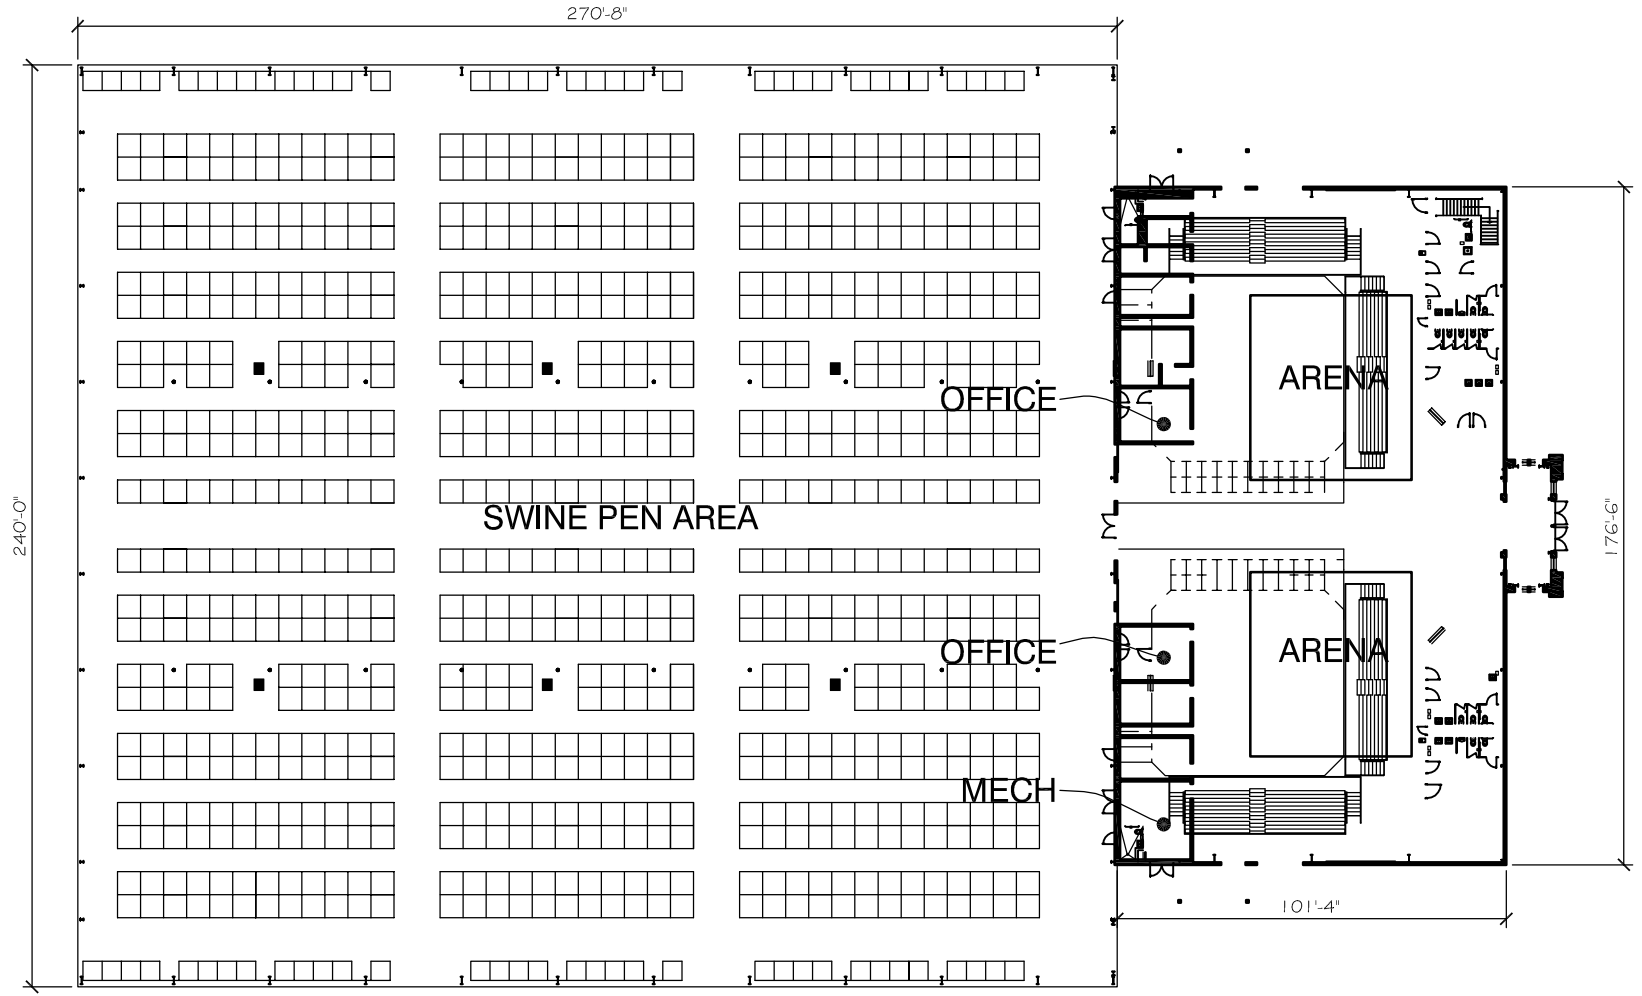 270'-8"
ARENA
OFFICE
240'-0"
SWINE PEN AREA
176'-6"
OFFICE
ARENA
MECH
101'-4"